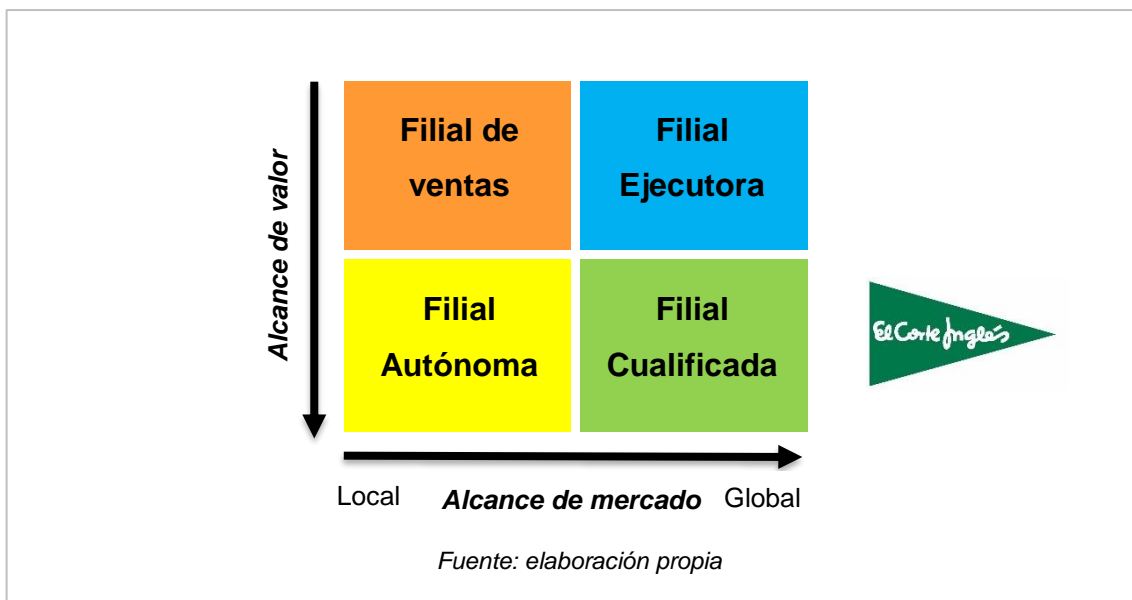 Filial de
ventas
Filial
Ejecutora
Alcance de valor
Filial
Autónoma
Filial
Cualificada
El Corte Inglés
Local
Alcance de mercado
Global
Fuente: elaboración propia